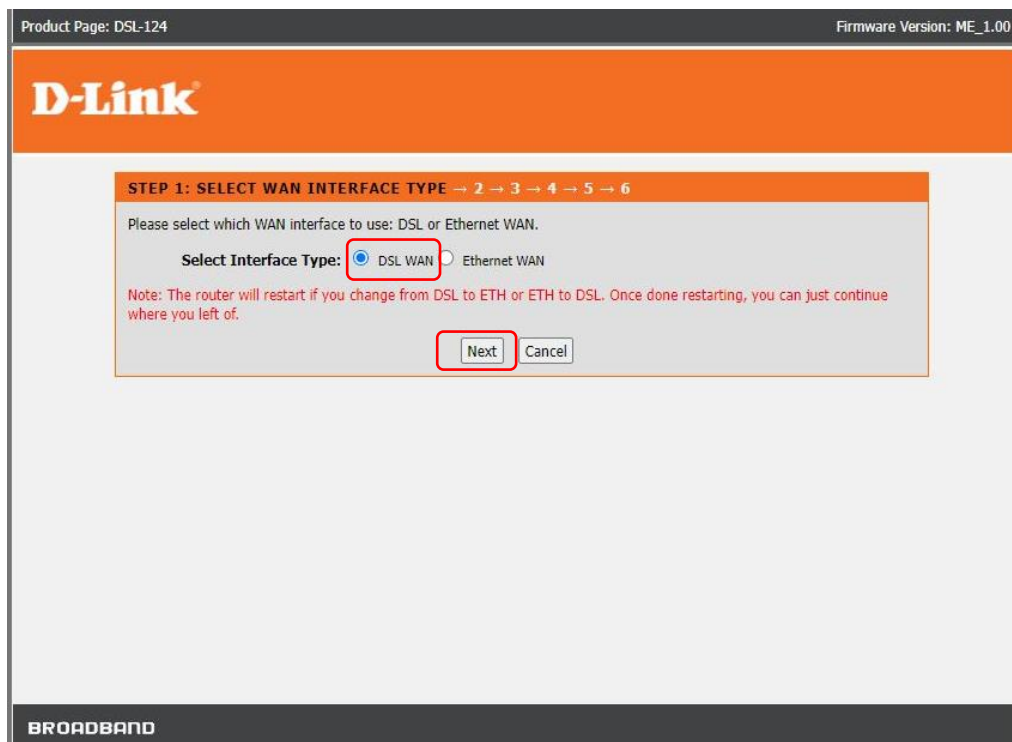 Product Page: DSL-124 Firmware Version: ME_1.00
D-Link
STEP 1: SELECT WAN INTERFACE TYPE → 2 → 3 → 4 → 5 → 6
Please select which WAN interface to use: DSL or Ethernet WAN.
Select Interface Type: DSL WAN Ethernet WAN
Note: The router will restart if you change from DSL to ETH or ETH to DSL. Once done restarting, you can just continue
where you left of.
Next Cancel
BROADBAND